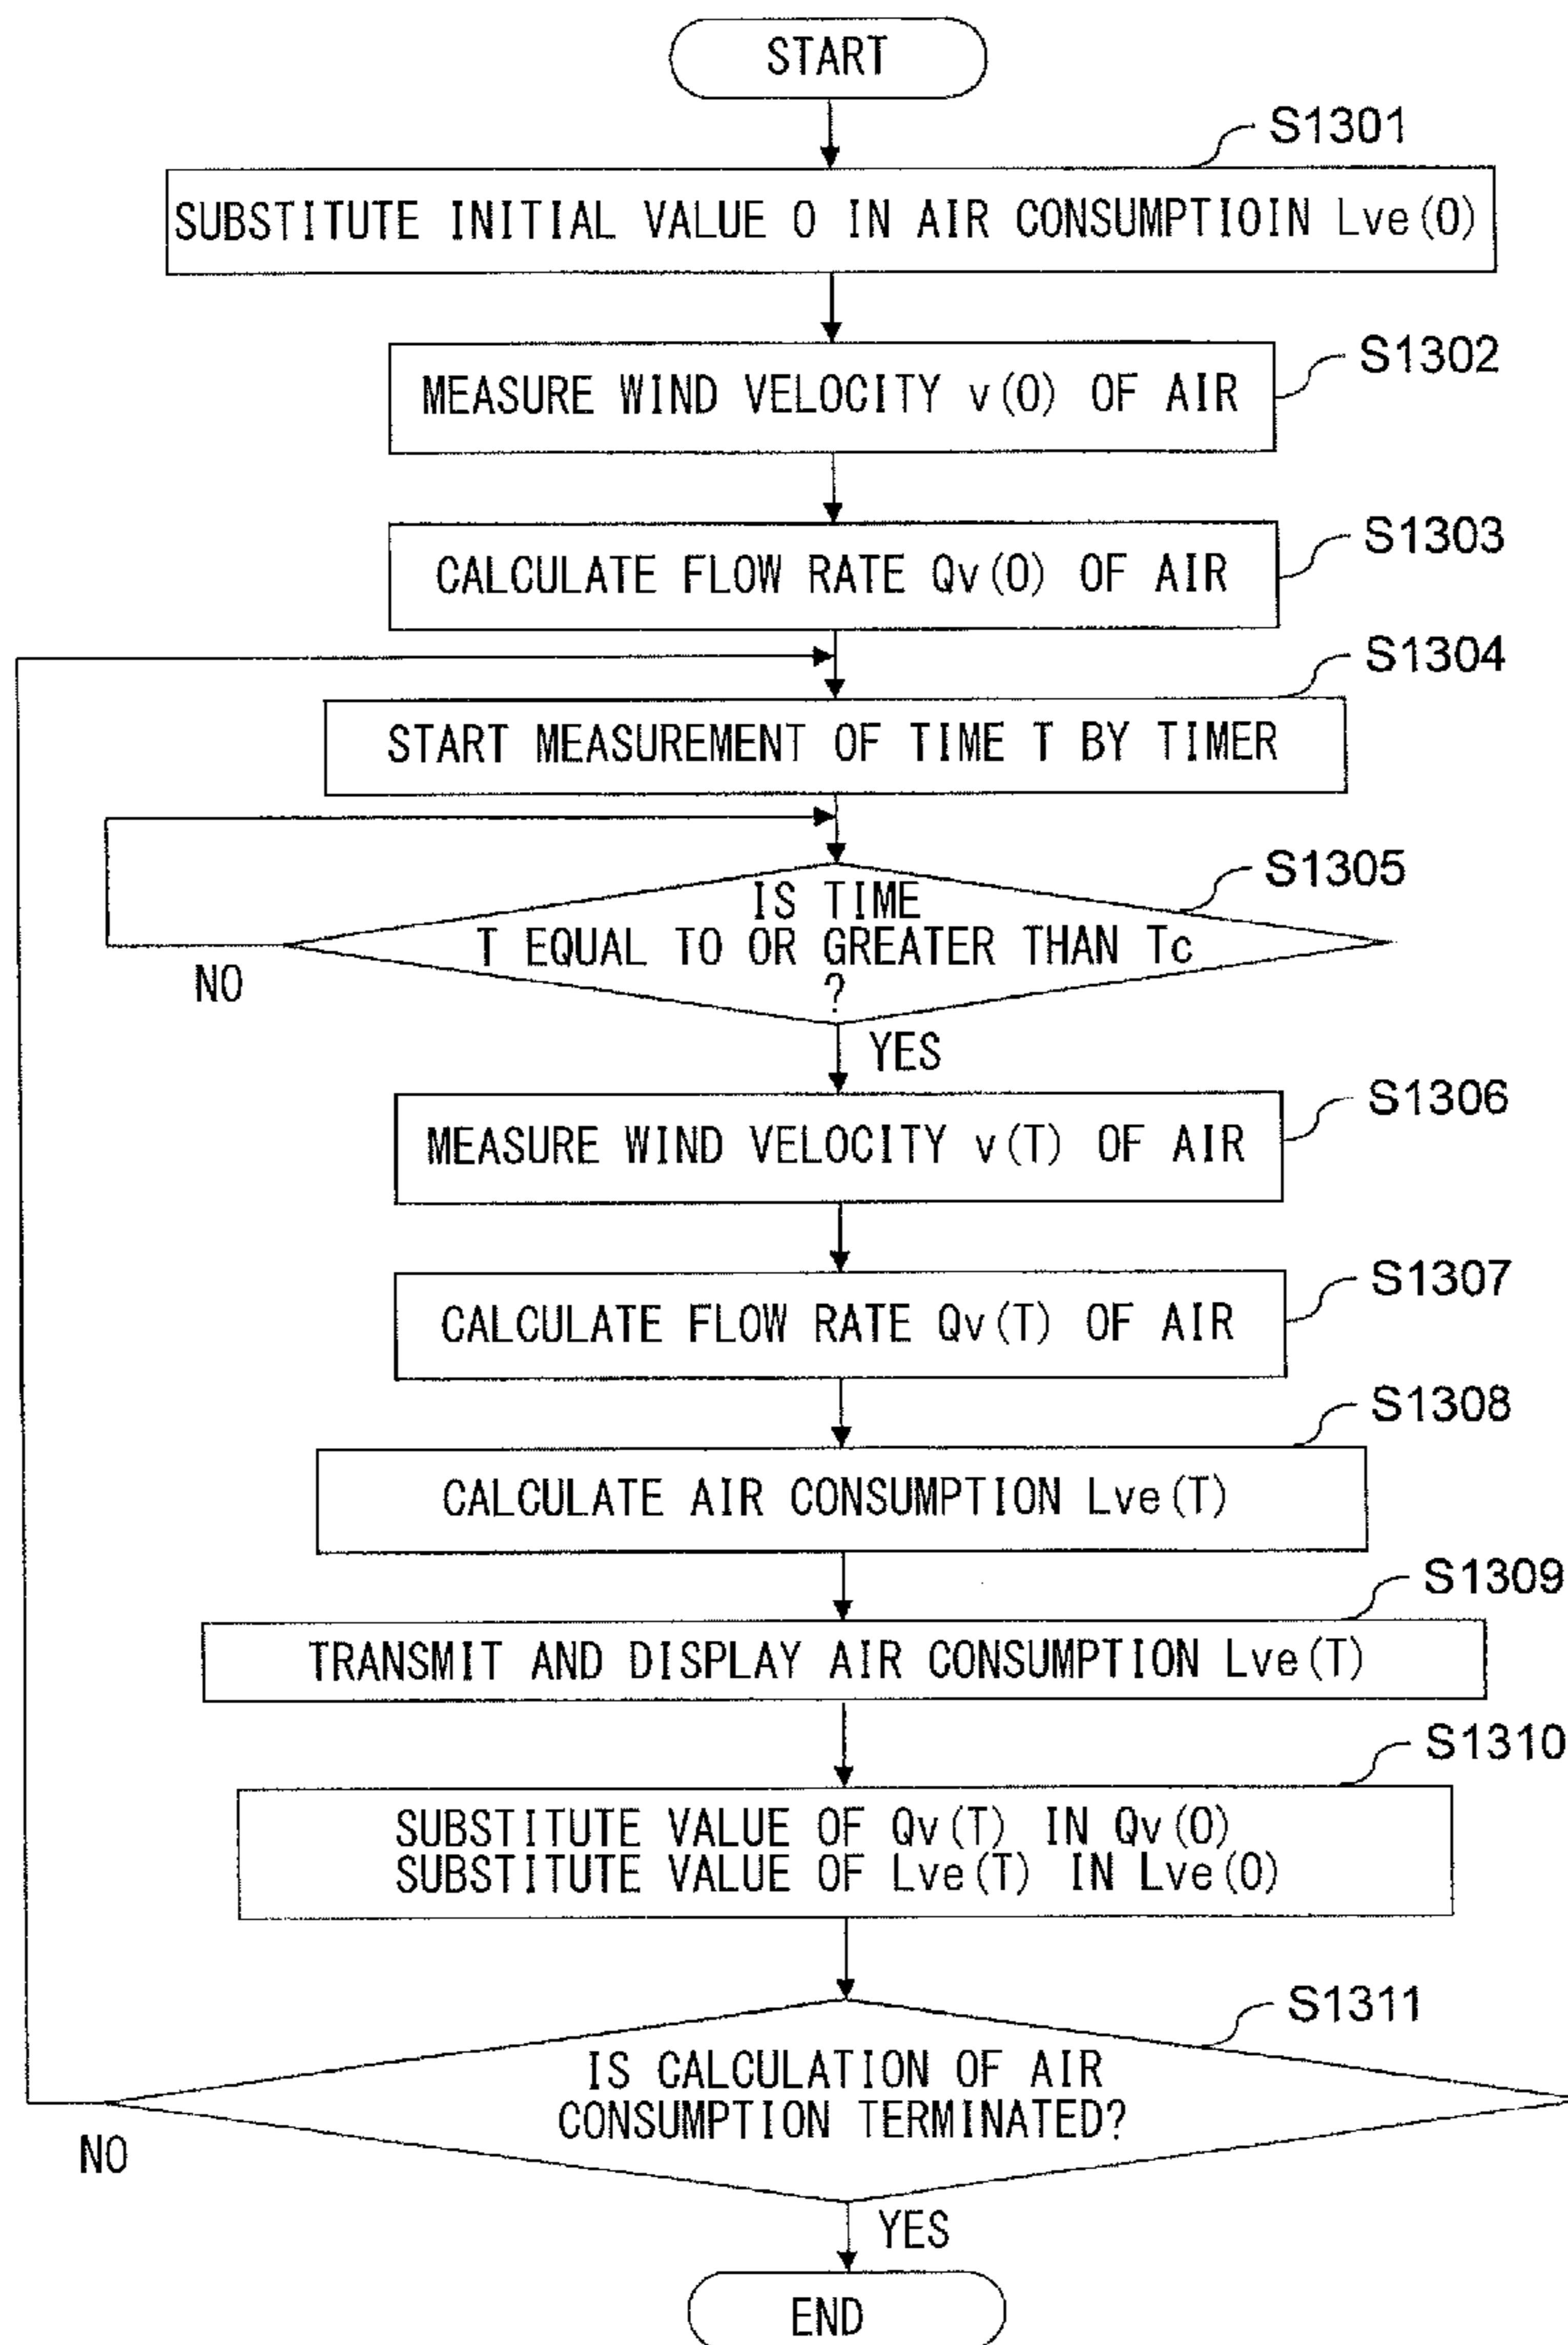 START
S1301
SUBSTITUTE INITIAL VALUE 0 IN AIR CONSUMPTIOIN Lve(0)
S1302
MEASURE WIND VELOCITY v(0) OF AIR
S1303
CALCULATE FLOW RATE Qv(0) OF AIR
S1304
START MEASUREMENT OF TIME T BY TIMER
S1305
IS TIME
T EQUAL TO OR GREATER THAN Tc
?
NO
YES
S1306
MEASURE WIND VELOCITY v(T) OF AIR
S1307
CALCULATE FLOW RATE Qv(T) OF AIR
S1308
CALCULATE AIR CONSUMPTION Lve(T)
S1309
TRANSMIT AND DISPLAY AIR CONSUMPTION Lve(T)
S1310
SUBSTITUTE VALUE OF Qv(T) IN Qv(0)
SUBSTITUTE VALUE OF Lve(T) IN Lve(0)
S1311
IS CALCULATION OF AIR
CONSUMPTION TERMINATED?
NO
YES
END